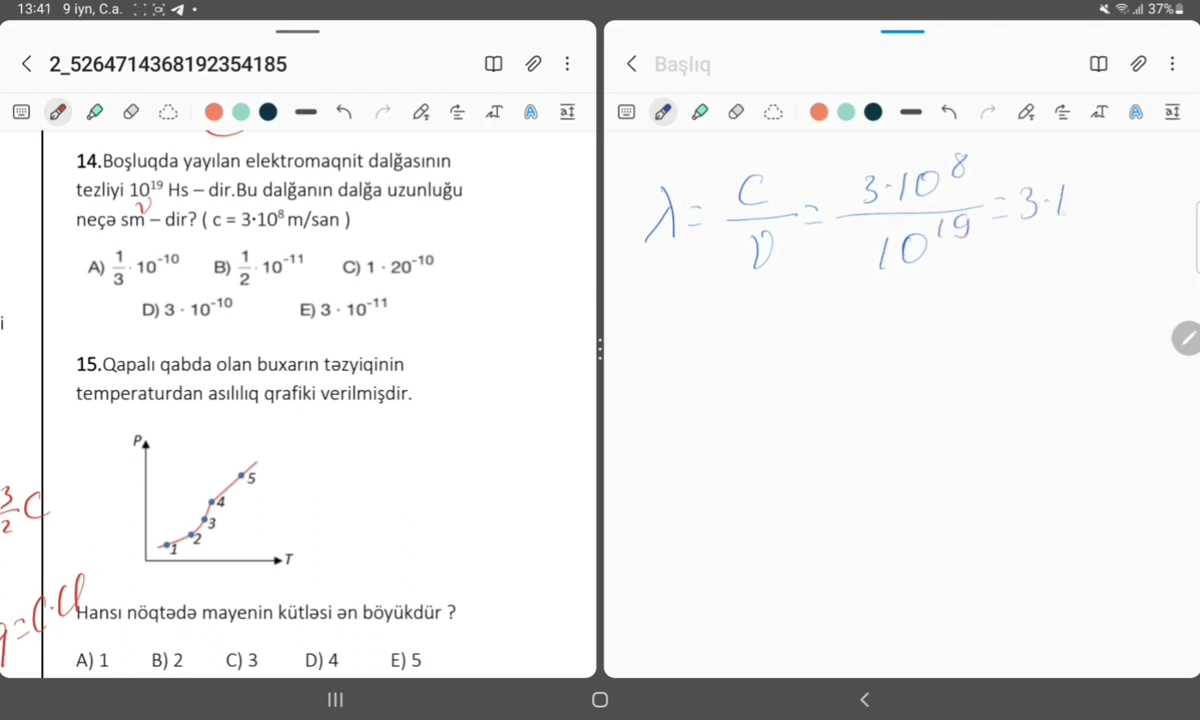 13:41 9 iyn, C.a. 37%
2_5264714368192354185
Başlıq
14.Boşluqda yayılan elektromaqnit dalğasının
tezliyi 10¹⁹ Hs – dir.Bu dalğanın dalğa uzunluğu
ν
neçə sm – dir? ( c = 3·10⁸ m/san )
A) 1/3 · 10⁻¹⁰ B) 1/2 · 10⁻¹¹ C) 1 · 20⁻¹⁰
D) 3 · 10⁻¹⁰ E) 3 · 10⁻¹¹
i
15.Qapalı qabda olan buxarın təzyiqinin
temperaturdan asılılıq qrafiki verilmişdir.
P
5
4
3
2
1
T
3/2 C
q=C·U
Hansı nöqtədə mayenin kütləsi ən böyükdür ?
A) 1 B) 2 C) 3 D) 4 E) 5
λ = C/ν = 3·10⁸/10¹⁹ = 3·1